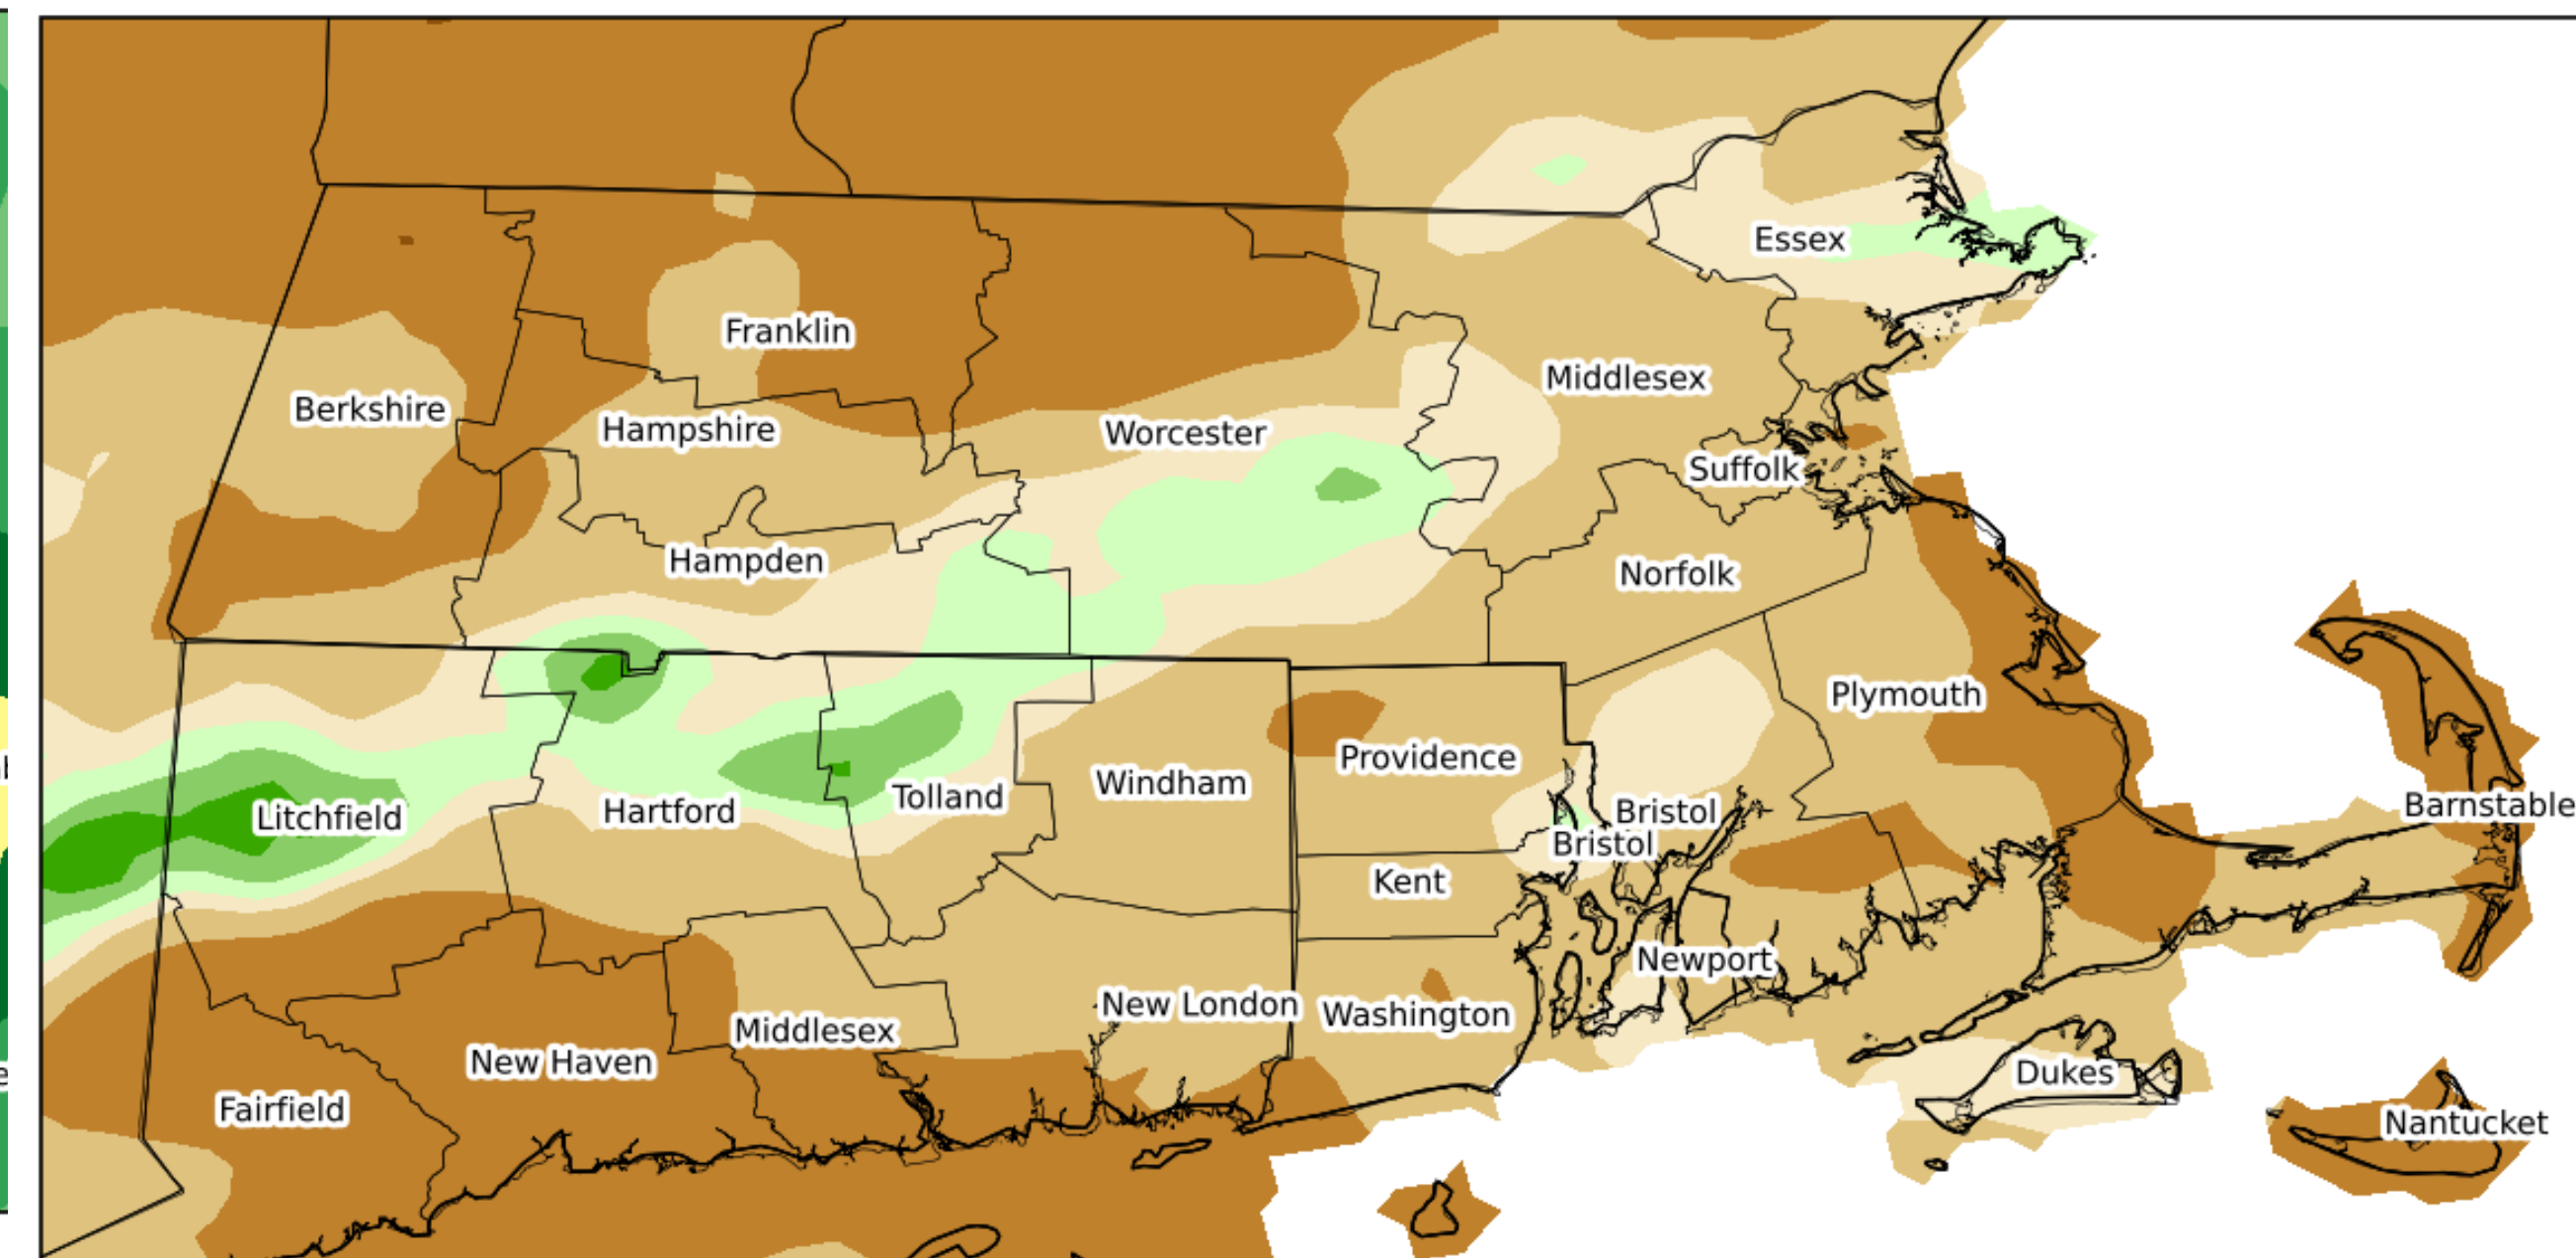 Essex
Franklin
Middlesex
Berkshire
Hampshire
Worcester
Suffolk
Hampden
Norfolk
Plymouth
Providence
Windham
Tolland
Barnstable
Litchfield
Hartford
Bristol
Bristol
Kent
Newport
New London
Washington
Middlesex
New Haven
Dukes
Fairfield
Nantucket